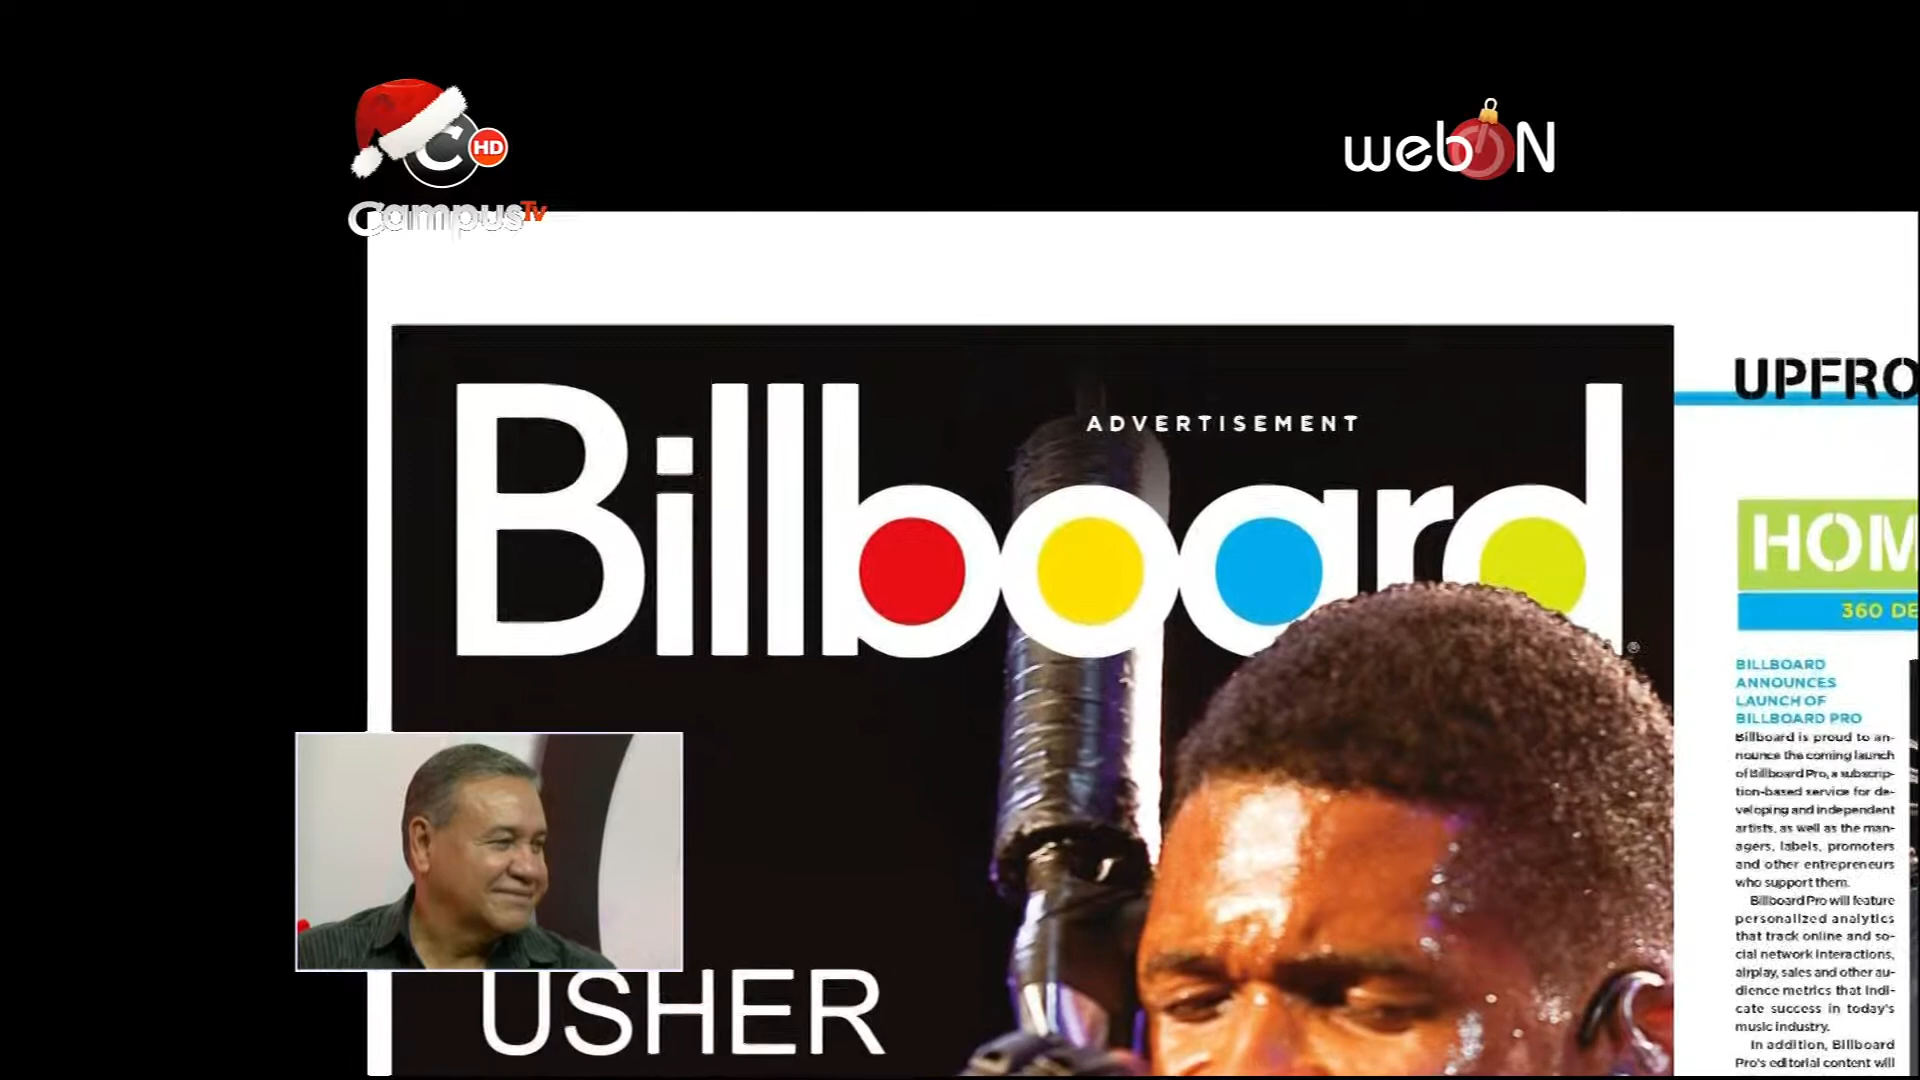 C HD
CampusTv
webON
UPFRO
ADVERTISEMENT
Billboard
®
HOM
360 DE
BILLBOARD
ANNOUNCES
LAUNCH OF
BILLBOARD PRO
Billboard is proud to an-
nounce the coming launch
of Billboard Pro, a subscrip-
tion-based service for de-
veloping and independent
artists, as well as the man-
agers, labels, promoters
and other entrepreneurs
who support them.
Billboard Pro will feature
personalized analytics
that track online and so-
cial network interactions,
airplay, sales and other au-
dience metrics that indi-
cate success in today's
music industry.
In addition, Billboard
Pro's editorial content will
USHER